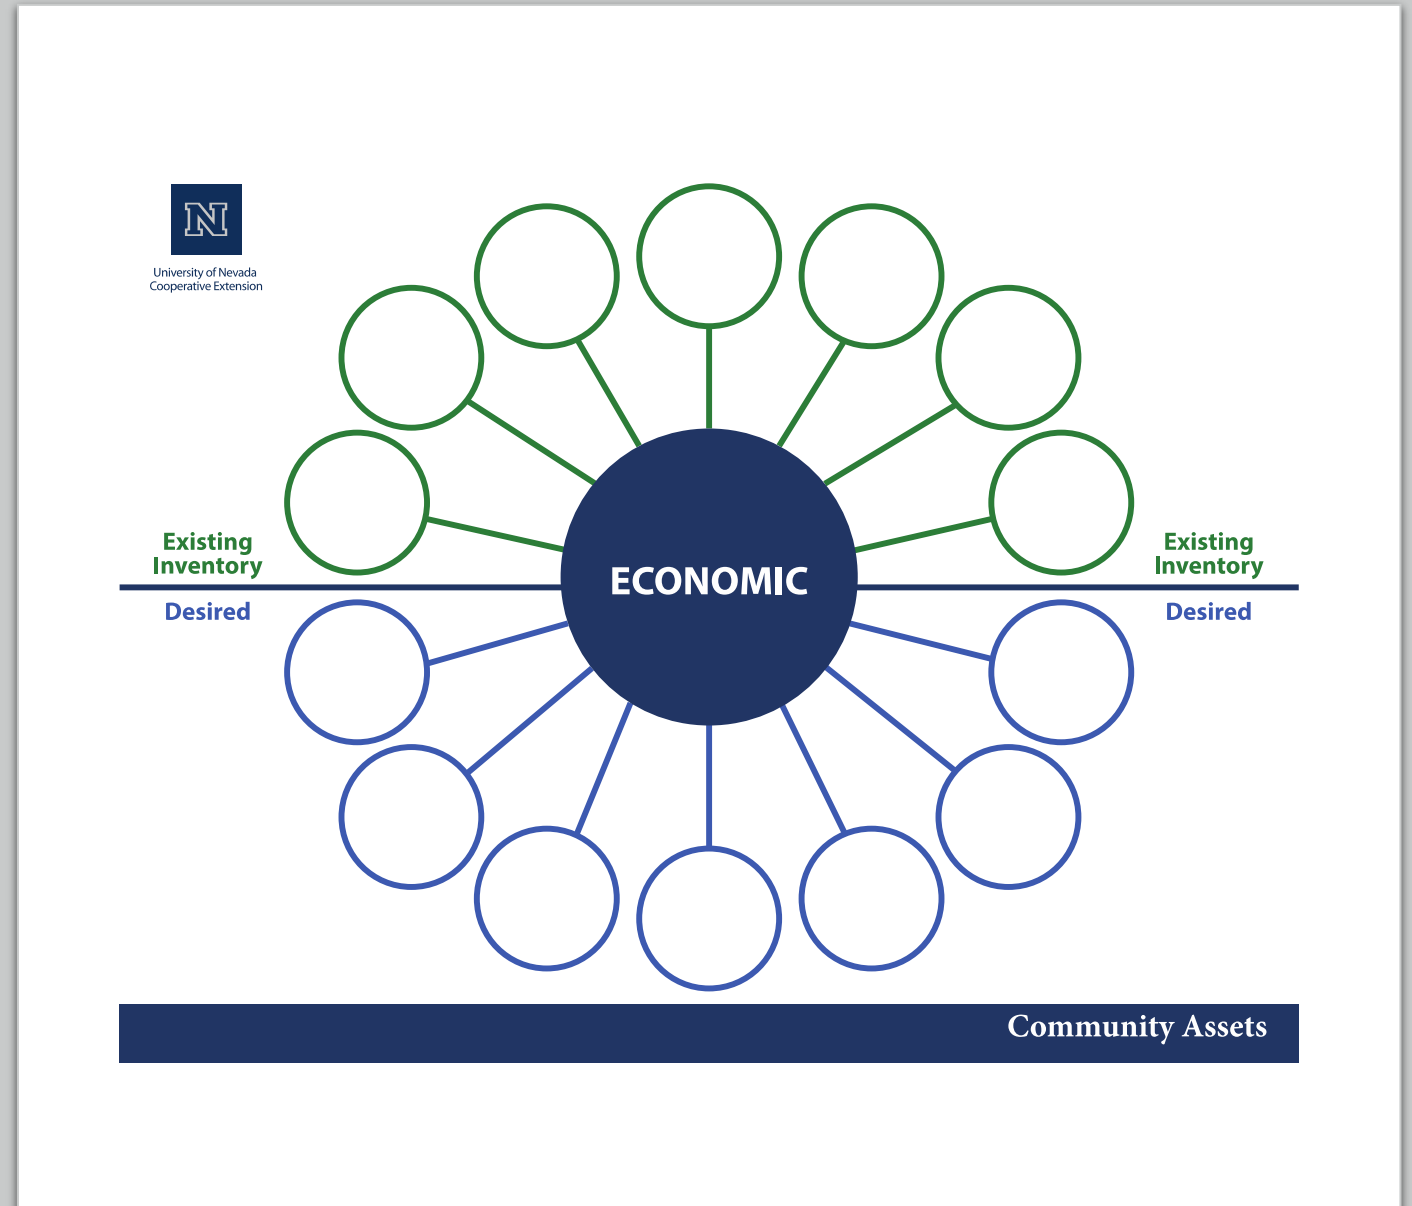 N
University of Nevada
Cooperative Extension
Existing
Inventory
Desired
ECONOMIC
Existing
Inventory
Desired
Community Assets